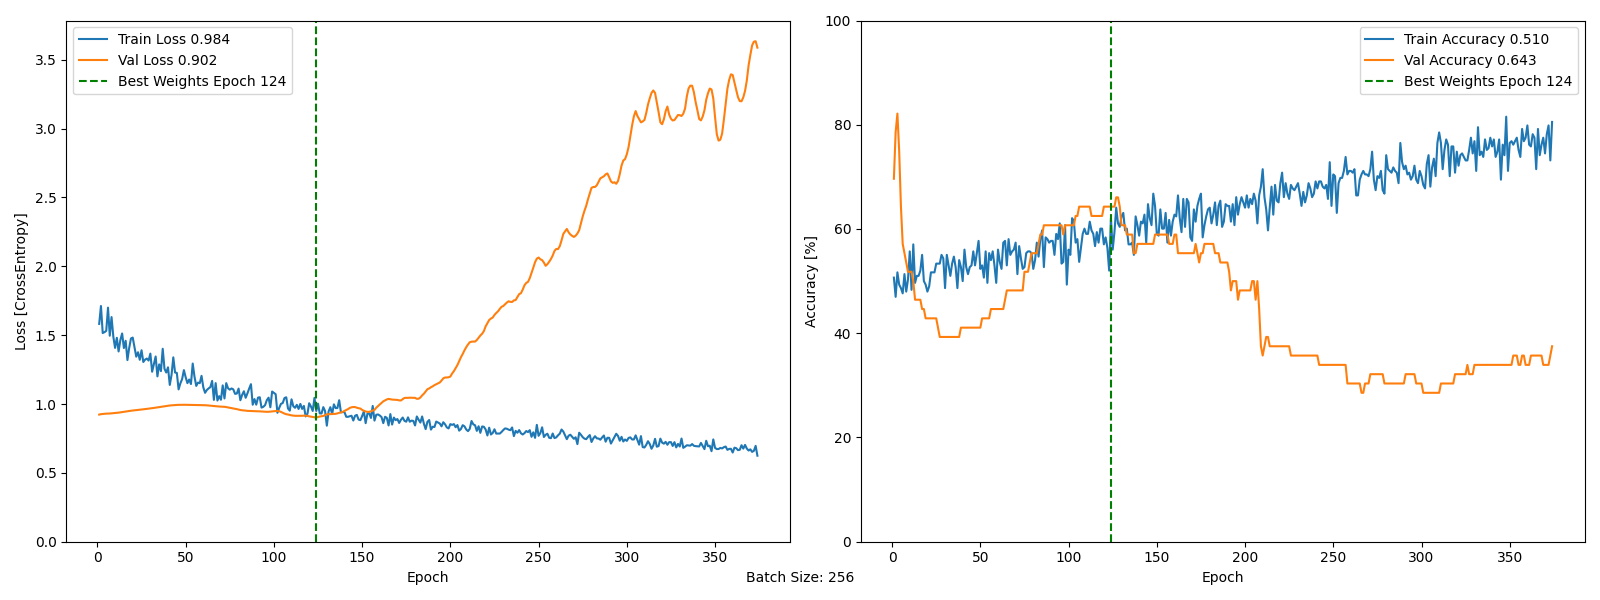 Train Loss 0.984
Val Loss 0.902
Best Weights Epoch 124
Loss [CrossEntropy]
3.5
3.0
2.5
2.0
1.5
1.0
0.5
0.0
0 50 100 150 200 250 300 350
Epoch
Train Accuracy 0.510
Val Accuracy 0.643
Best Weights Epoch 124
Accuracy [%]
100
80
60
40
20
0
0 50 100 150 200 250 300 350
Epoch
Batch Size: 256